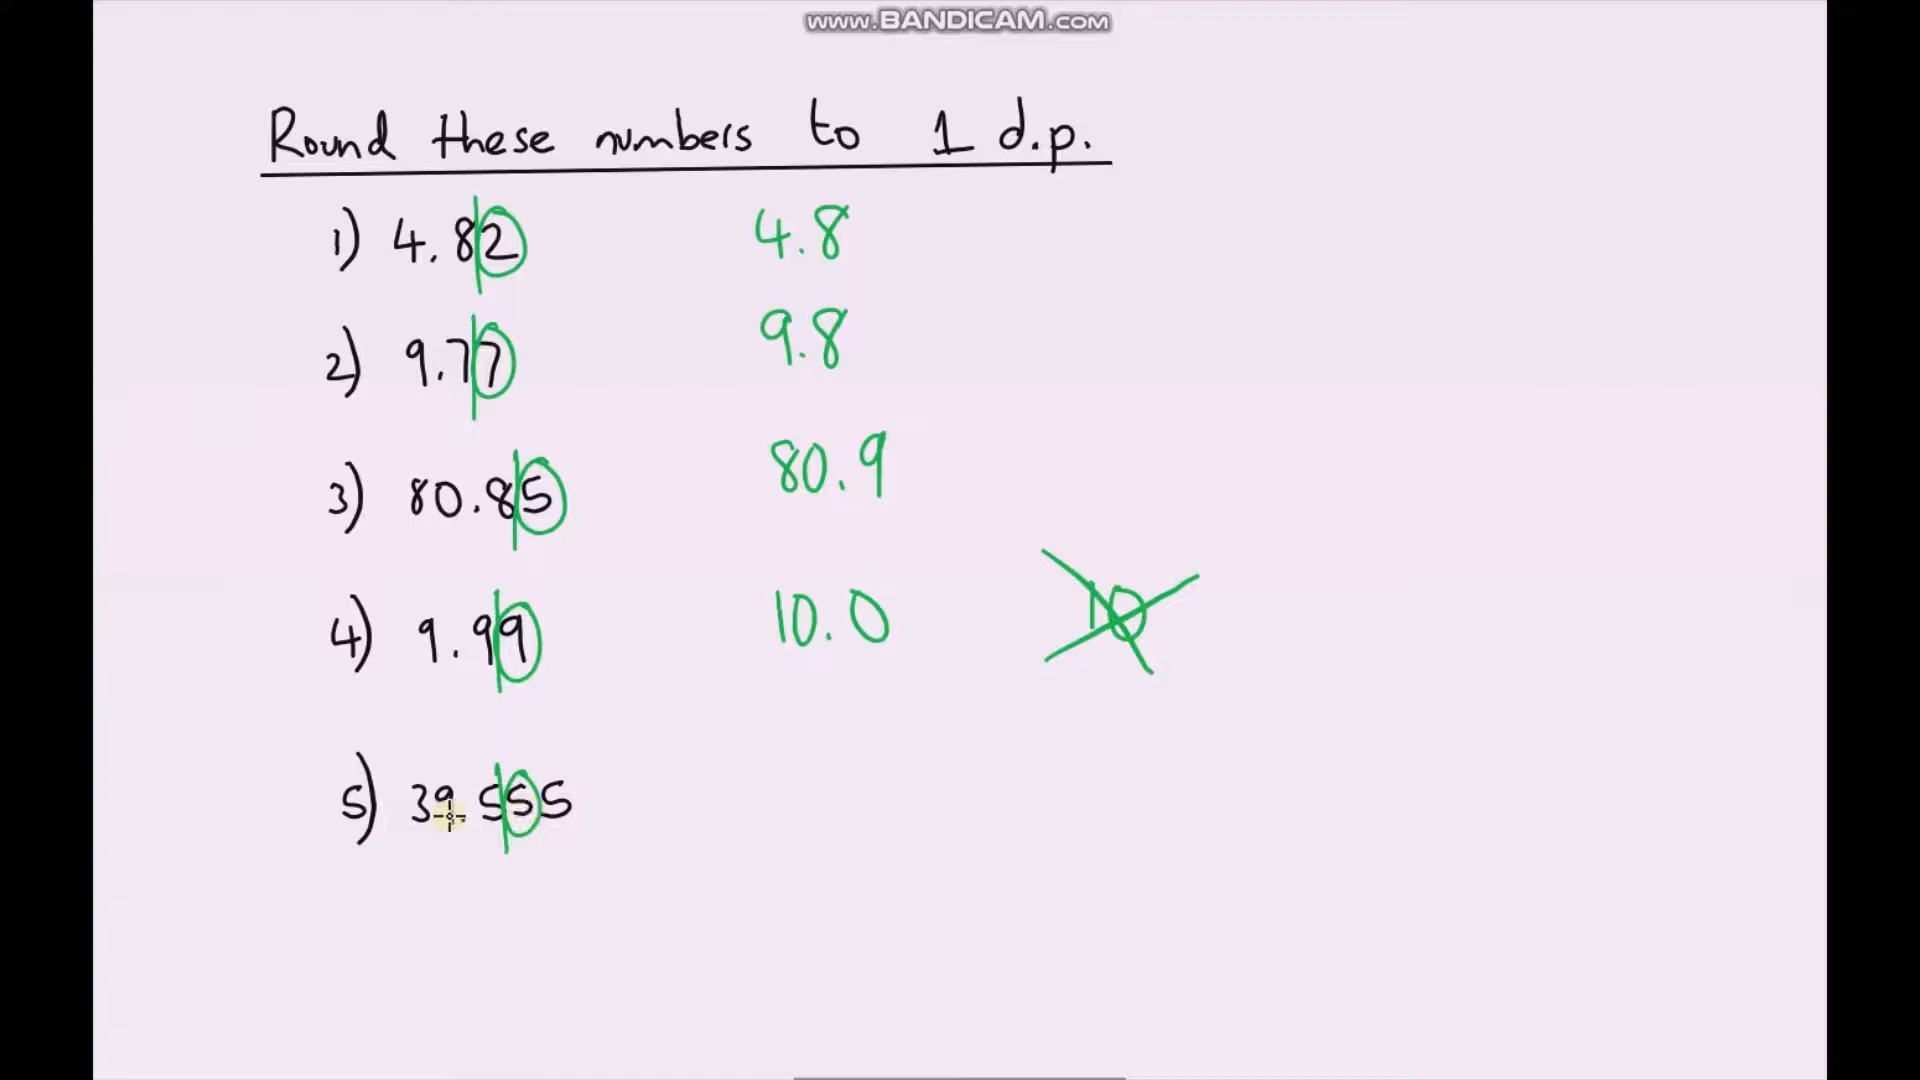 www.BANDICAM.com
Round these numbers to 1 d.p.
1) 4.82 4.8
2) 9.77 9.8
3) 80.85 80.9
4) 9.99 10.0 10
5) 39.555